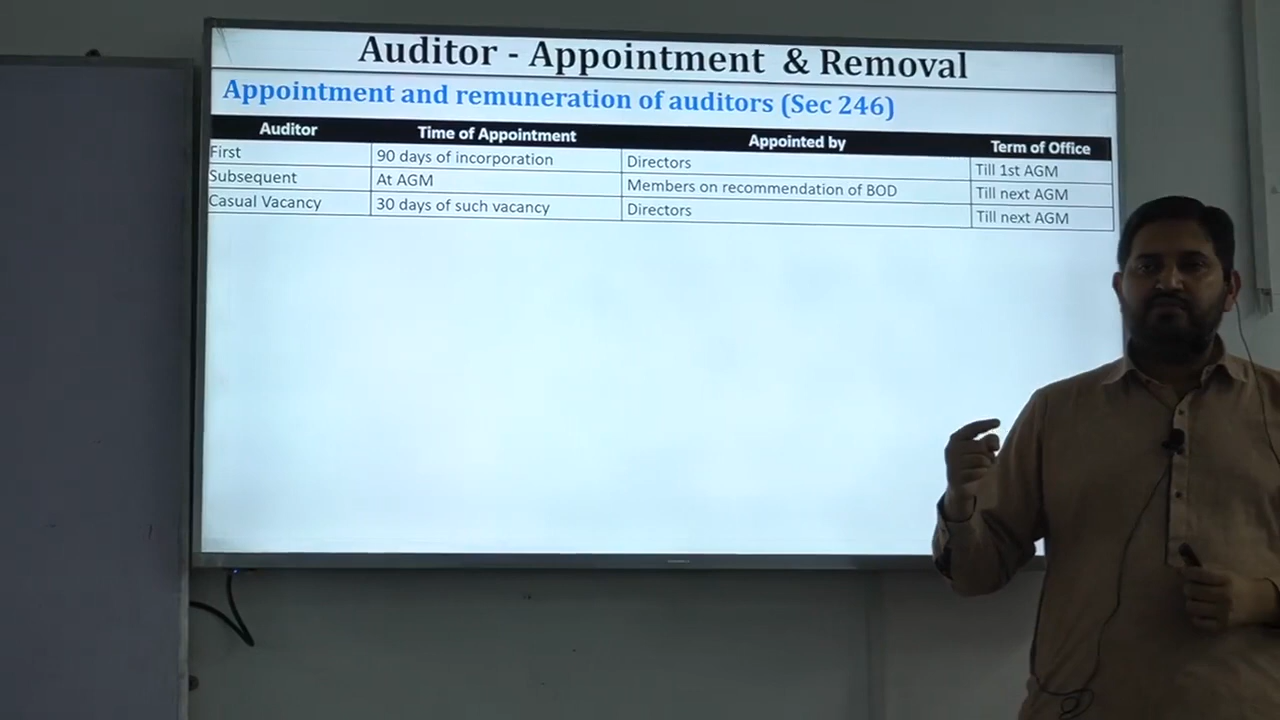 Auditor - Appointment & Removal
Appointment and remuneration of auditors (Sec 246)
Auditor Time of Appointment Appointed by Term of Office
First 90 days of incorporation Directors Till 1st AGM
Subsequent At AGM Members on recommendation of BOD Till next AGM
Casual Vacancy 30 days of such vacancy Directors Till next AGM